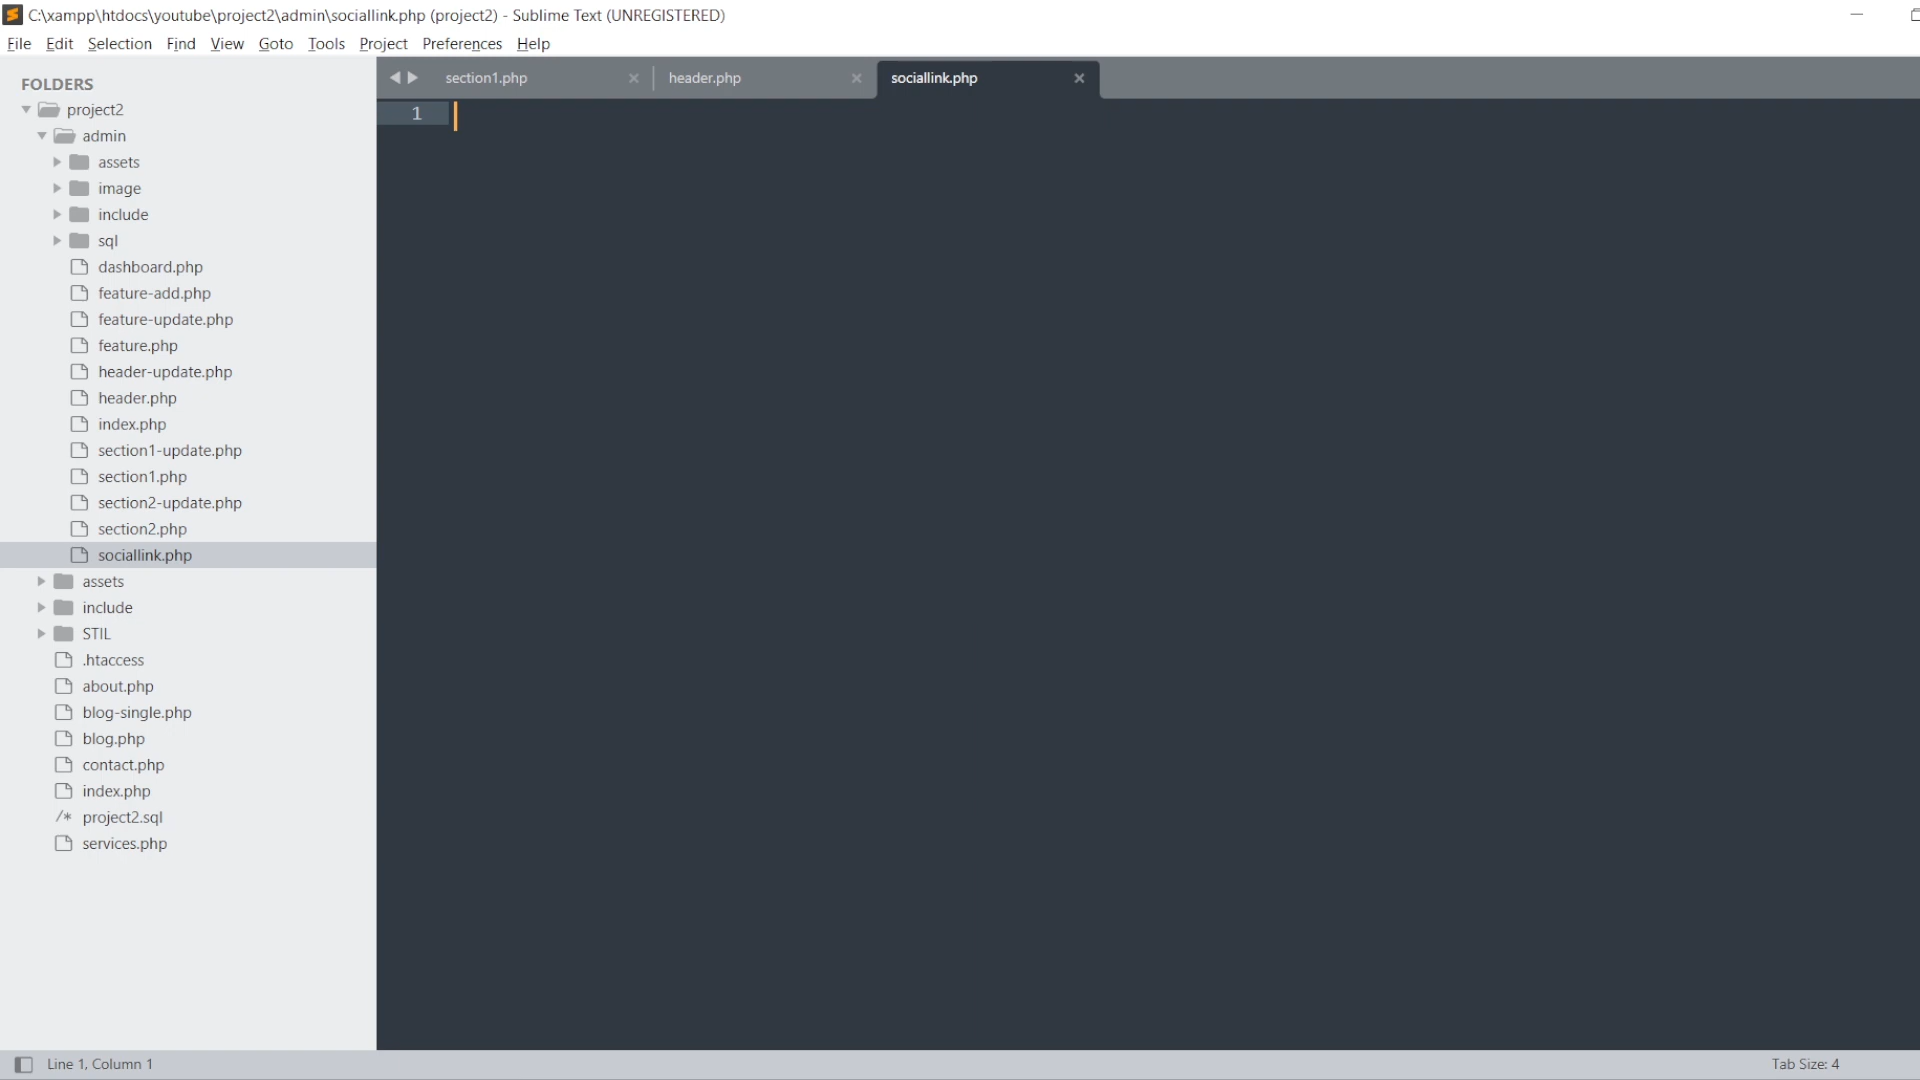 C:\xampp\htdocs\youtube\project2\admin\sociallink.php (project2) - Sublime Text (UNREGISTERED)
File Edit Selection Find View Goto Tools Project Preferences Help
FOLDERS
project2
admin
assets
image
include
sql
dashboard.php
feature-add.php
feature-update.php
feature.php
header-update.php
header.php
index.php
section1-update.php
section1.php
section2-update.php
section2.php
sociallink.php
assets
include
STIL
.htaccess
about.php
blog-single.php
blog.php
contact.php
index.php
/* project2.sql
services.php
section1.php header.php sociallink.php
1
Line 1, Column 1
Tab Size: 4